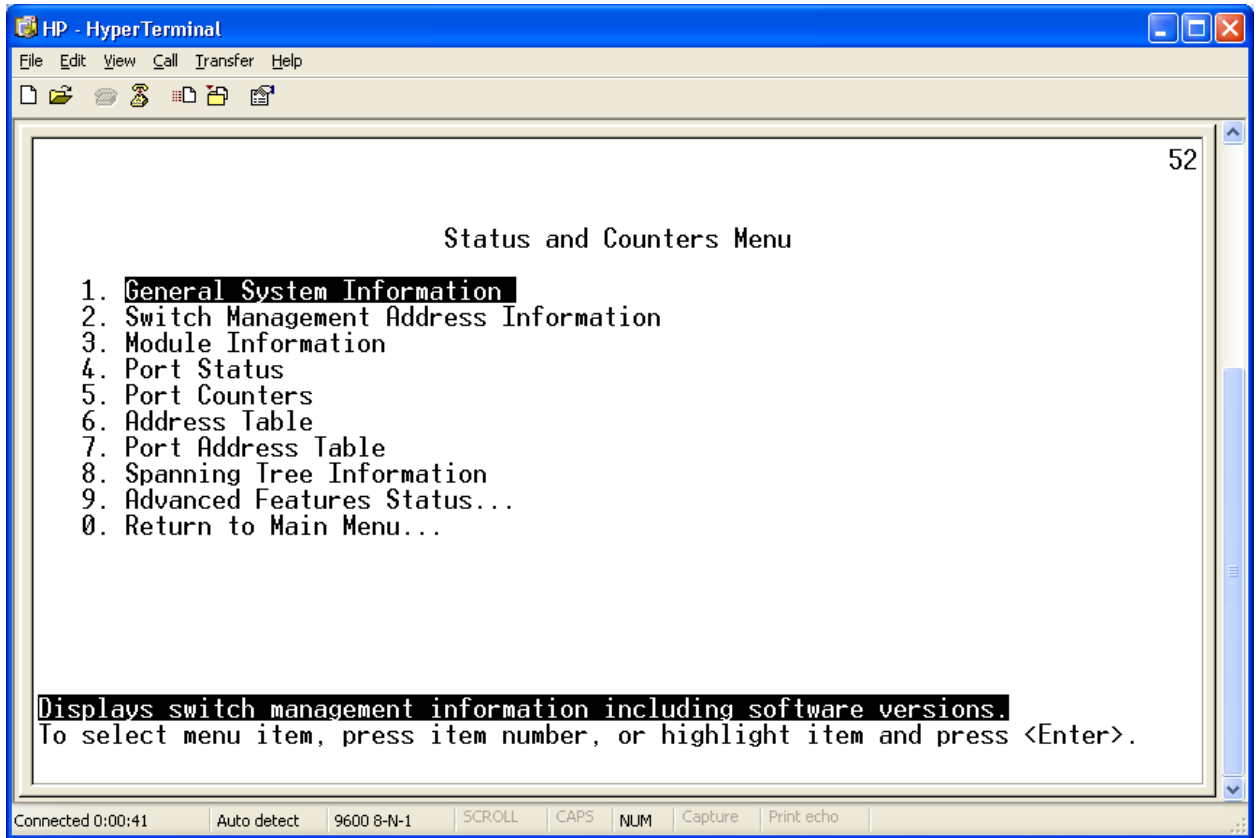 HP - HyperTerminal
File Edit View Call Transfer Help
52
Status and Counters Menu
1. General System Information
2. Switch Management Address Information
3. Module Information
4. Port Status
5. Port Counters
6. Address Table
7. Port Address Table
8. Spanning Tree Information
9. Advanced Features Status...
0. Return to Main Menu...
Displays switch management information including software versions.
To select menu item, press item number, or highlight item and press <Enter>.
Connected 0:00:41 Auto detect 9600 8-N-1 SCROLL CAPS NUM Capture Print echo